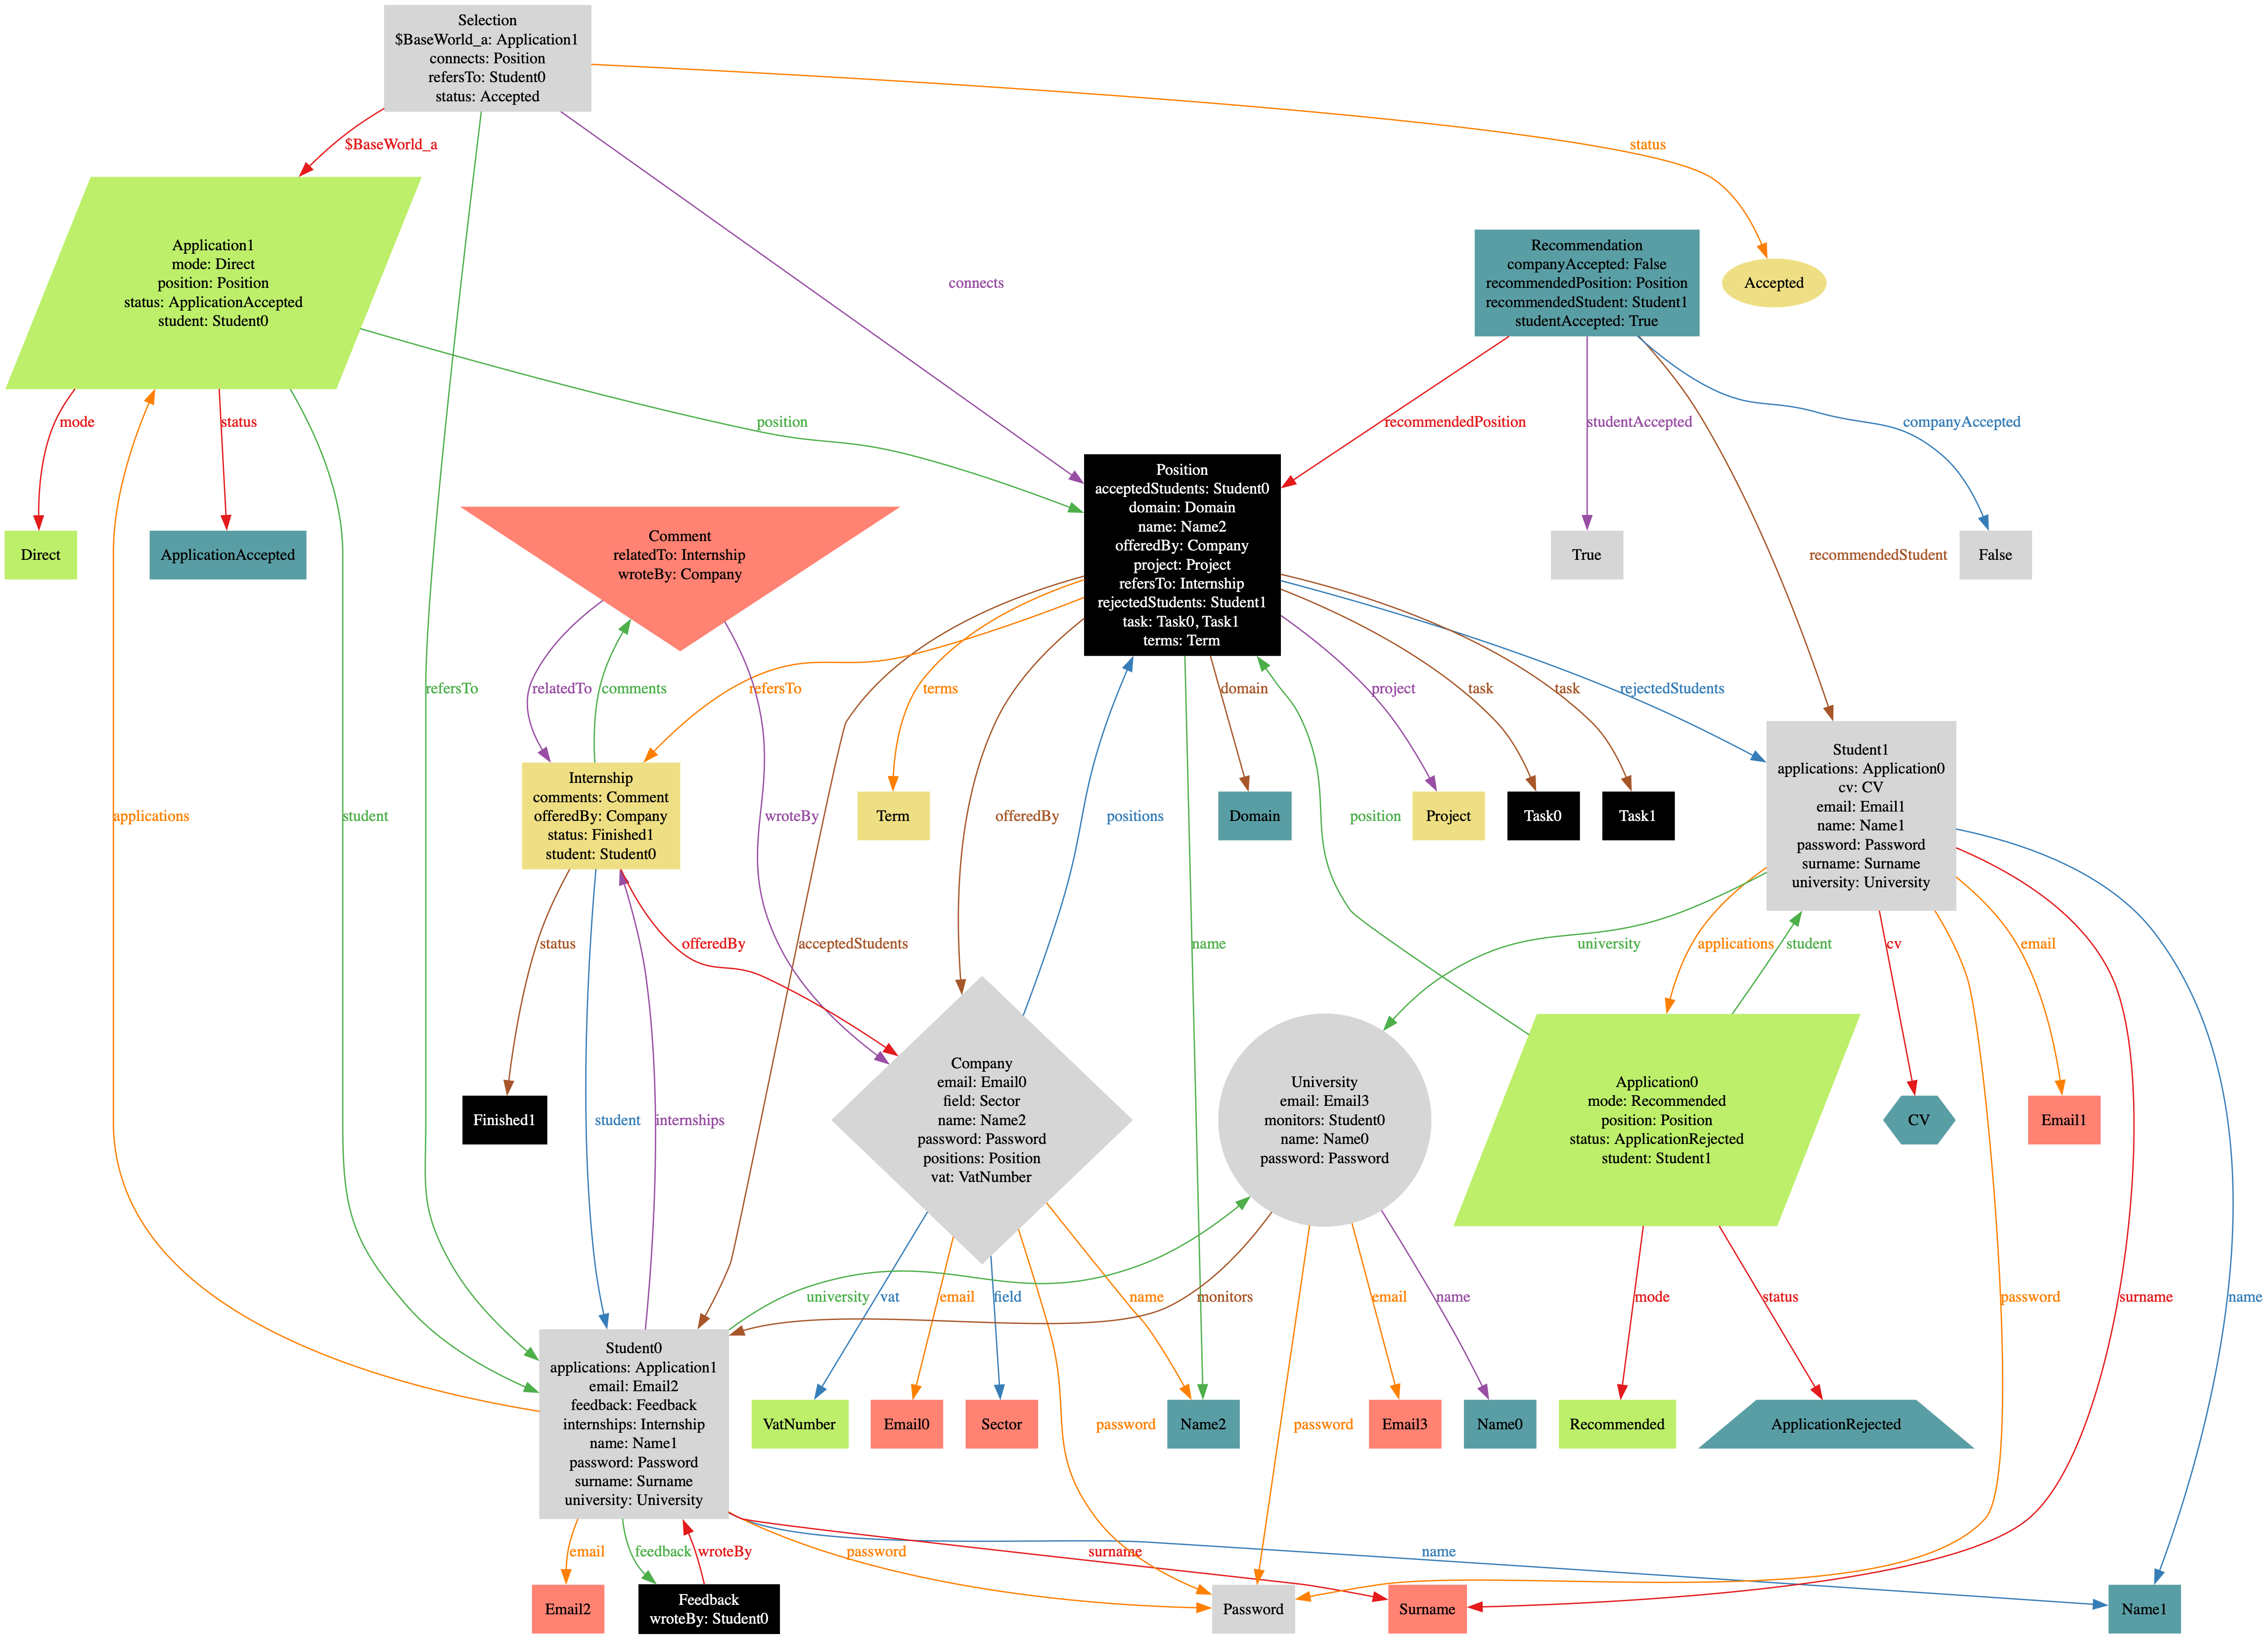 Selection
$BaseWorld_a: Application1
connects: Position
refersTo: Student0
status: Accepted
$BaseWorld_a
status
Application1
mode: Direct
position: Position
status: ApplicationAccepted
student: Student0
connects
Recommendation
companyAccepted: False
recommendedPosition: Position
recommendedStudent: Student1
studentAccepted: True
Accepted
mode
status
position
recommendedPosition
studentAccepted
companyAccepted
Direct
ApplicationAccepted
Comment
relatedTo: Internship
wroteBy: Company
Position
acceptedStudents: Student0
domain: Domain
name: Name2
offeredBy: Company
project: Project
refersTo: Internship
rejectedStudents: Student1
task: Task0, Task1
terms: Term
True
recommendedStudent
False
refersTo
relatedTo
comments
refersTo
terms
domain
project
task
task
rejectedStudents
applications
student
Internship
comments: Comment
offeredBy: Company
status: Finished1
student: Student0
wroteBy
Term
offeredBy
positions
Domain
position
Project
Task0
Task1
Student1
applications: Application0
cv: CV
email: Email1
name: Name1
password: Password
surname: Surname
university: University
status
offeredBy
acceptedStudents
name
university
applications
student
cv
email
Finished1
student
internships
Company
email: Email0
field: Sector
name: Name2
password: Password
positions: Position
vat: VatNumber
University
email: Email3
monitors: Student0
name: Name0
password: Password
Application0
mode: Recommended
position: Position
status: ApplicationRejected
student: Student1
CV
Email1
university
vat
email
field
name
monitors
email
name
mode
status
password
surname
name
Student0
applications: Application1
email: Email2
feedback: Feedback
internships: Internship
name: Name1
password: Password
surname: Surname
university: University
VatNumber
Email0
Sector
password
Name2
password
Email3
Name0
Recommended
ApplicationRejected
email
feedback
wroteBy
password
surname
name
Email2
Feedback
wroteBy: Student0
Password
Surname
Name1